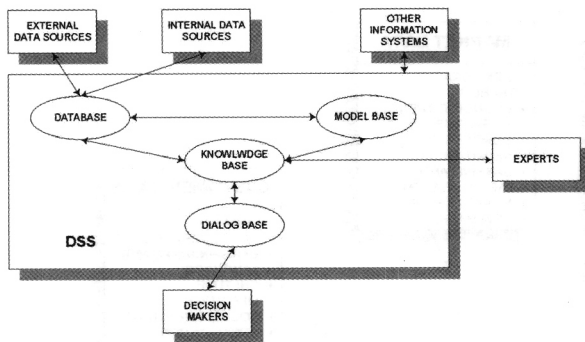 EXTERNAL
DATA SOURCES
INTERNAL DATA
SOURCES
OTHER
INFORMATION
SYSTEMS
DATABASE
MODEL BASE
KNOWLWDGE
BASE
EXPERTS
DIALOG BASE
DSS
DECISION
MAKERS